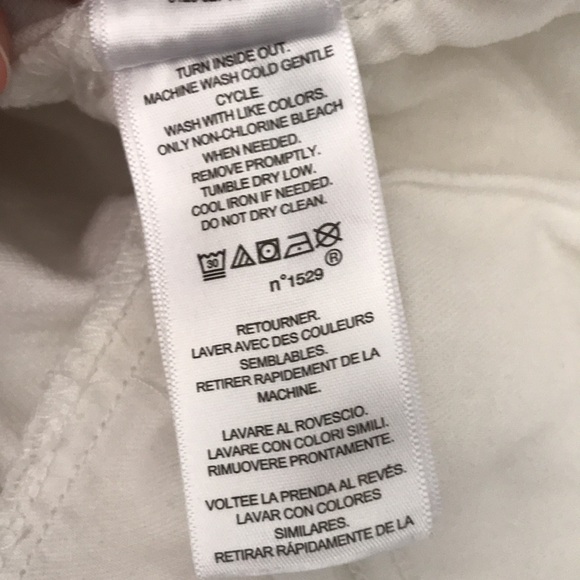 TURN INSIDE OUT.
MACHINE WASH COLD GENTLE
CYCLE.
WASH WITH LIKE COLORS.
ONLY NON-CHLORINE BLEACH
WHEN NEEDED.
REMOVE PROMPTLY.
TUMBLE DRY LOW.
COOL IRON IF NEEDED.
DO NOT DRY CLEAN.
30
®
n°1529
RETOURNER.
LAVER AVEC DES COULEURS
SEMBLABLES.
RETIRER RAPIDEMENT DE LA
MACHINE.
LAVARE AL ROVESCIO.
LAVARE CON COLORI SIMILI.
RIMUOVERE PRONTAMENTE.
VOLTEE LA PRENDA AL REVÉS.
LAVAR CON COLORES
SIMILARES.
RETIRAR RÁPIDAMENTE DE LA